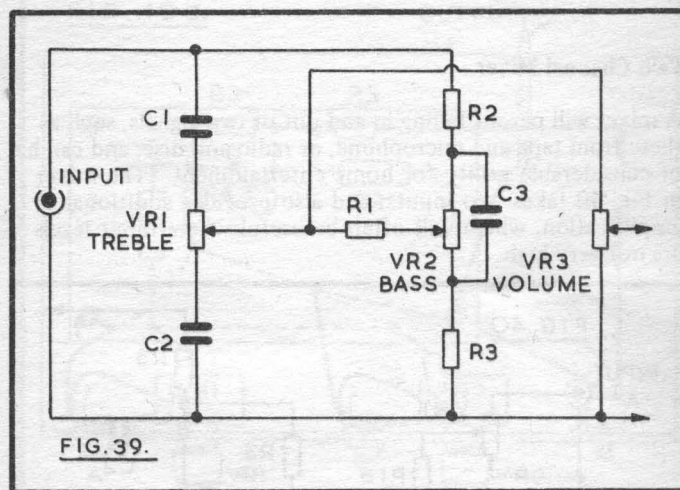 C1
R2
INPUT
C3
R1
VR1
TREBLE
VR2
BASS
VR3
VOLUME
C2
R3
FIG.39.